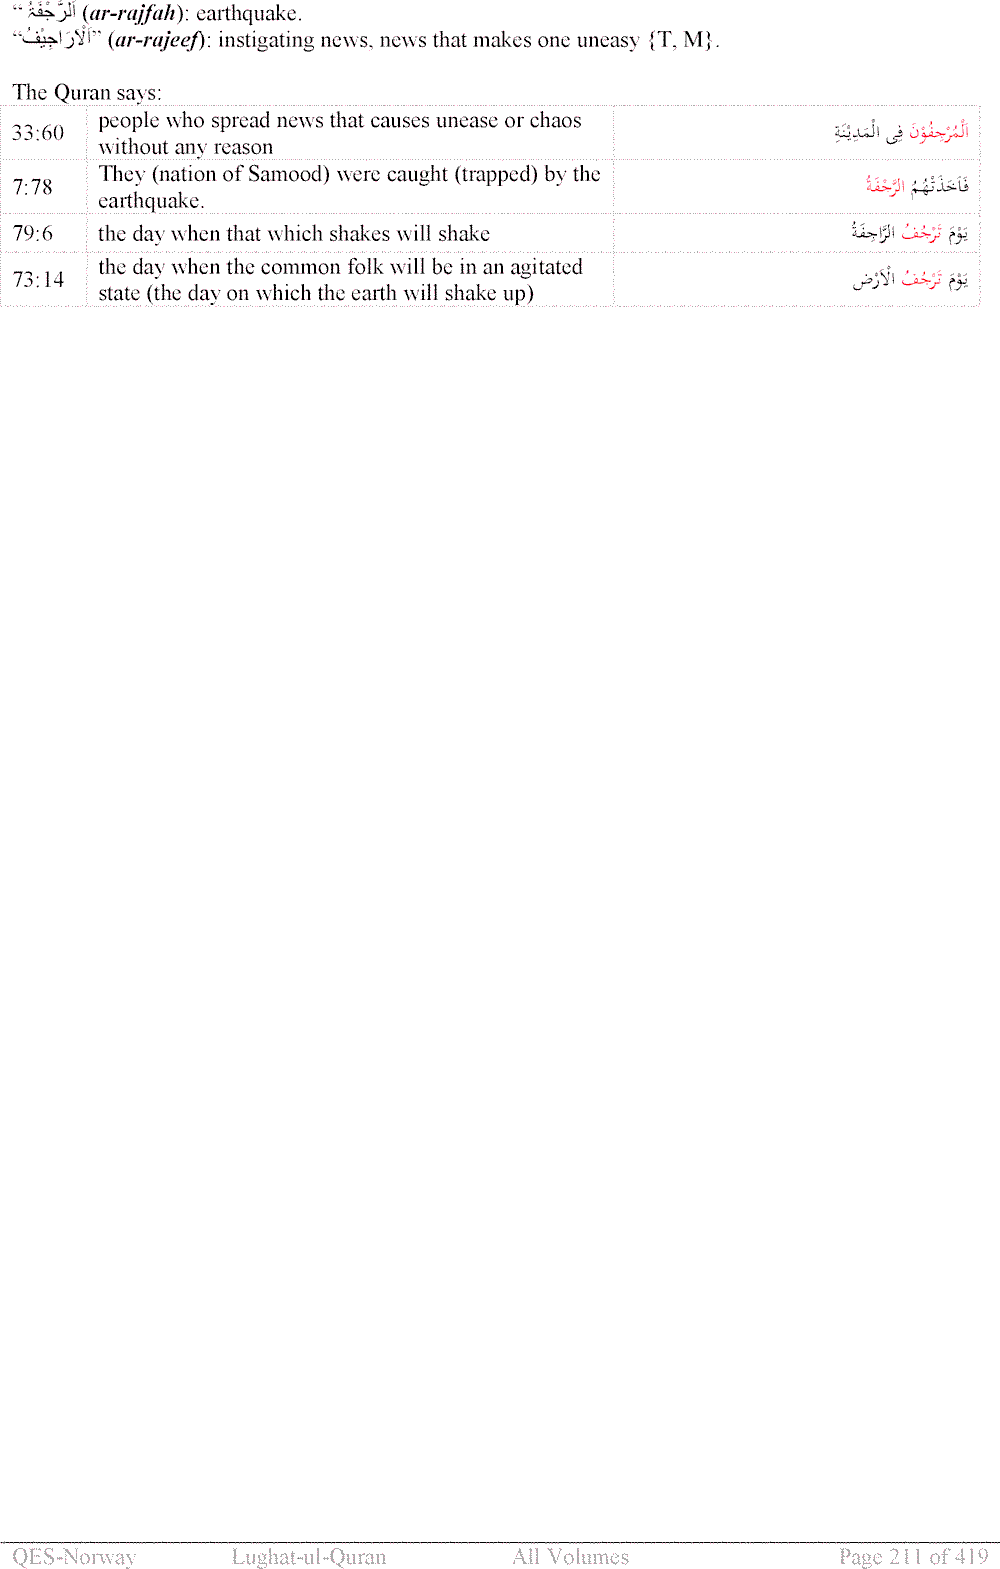 “ اَلرَّجْفَۃُ (ar-rajfah): earthquake.
“اَلْاَرَاجِیْفُ” (ar-rajeef): instigating news, news that makes one uneasy {T, M}.
The Quran says:
33:60 people who spread news that causes unease or chaos اَلْمُرْجِفُوْنَ فِی الْمَدِیْنَةِ
without any reason
7:78 They (nation of Samood) were caught (trapped) by the فَاَخَذَتْهُمُ الرَّجْفَةُ
earthquake.
79:6 the day when that which shakes will shake یَوْمَ تَرْجُفُ الرَّاجِفَةُ
73:14 the day when the common folk will be in an agitated یَوْمَ تَرْجُفُ الْاَرْضُ
state (the day on which the earth will shake up)
QES-Norway Lughat-ul-Quran All Volumes Page 211 of 419